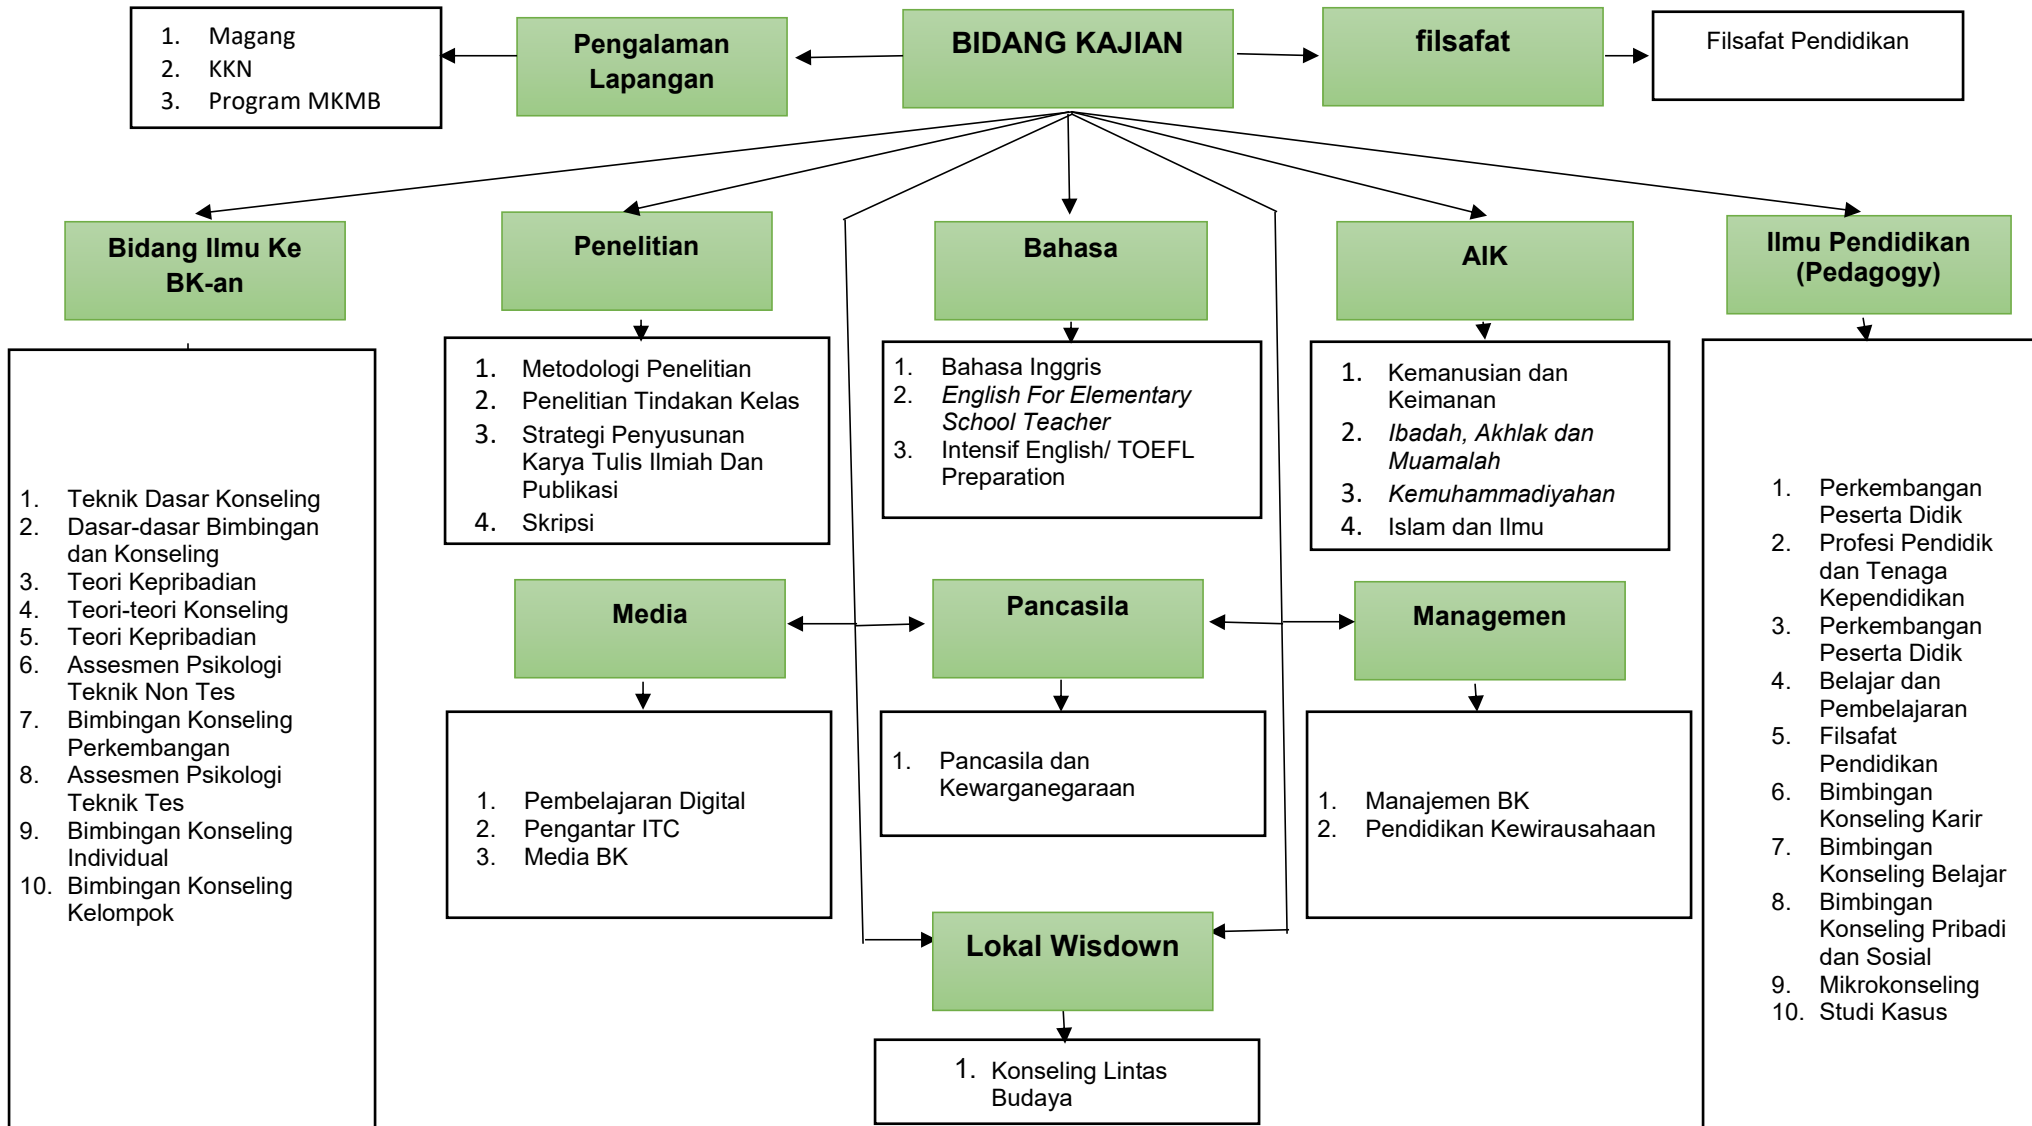 1. Magang
2. KKN
3. Program MKMB
Pengalaman
Lapangan
BIDANG KAJIAN
filsafat
Filsafat Pendidikan
Bidang Ilmu Ke
BK-an
Penelitian
Bahasa
AIK
Ilmu Pendidikan
(Pedagogy)
1. Teknik Dasar Konseling
2. Dasar-dasar Bimbingan
dan Konseling
3. Teori Kepribadian
4. Teori-teori Konseling
5. Teori Kepribadian
6. Assesmen Psikologi
Teknik Non Tes
7. Bimbingan Konseling
Perkembangan
8. Assesmen Psikologi
Teknik Tes
9. Bimbingan Konseling
Individual
10. Bimbingan Konseling
Kelompok
1. Metodologi Penelitian
2. Penelitian Tindakan Kelas
3. Strategi Penyusunan
Karya Tulis Ilmiah Dan
Publikasi
4. Skripsi
1. Bahasa Inggris
2. English For Elementary
School Teacher
3. Intensif English/ TOEFL
Preparation
1. Kemanusian dan
Keimanan
2. Ibadah, Akhlak dan
Muamalah
3. Kemuhammadiyahan
4. Islam dan Ilmu
1. Perkembangan
Peserta Didik
2. Profesi Pendidik
dan Tenaga
Kependidikan
3. Perkembangan
Peserta Didik
4. Belajar dan
Pembelajaran
5. Filsafat
Pendidikan
6. Bimbingan
Konseling Karir
7. Bimbingan
Konseling Belajar
8. Bimbingan
Konseling Pribadi
dan Sosial
9. Mikrokonseling
10. Studi Kasus
Media
Pancasila
Managemen
1. Pembelajaran Digital
2. Pengantar ITC
3. Media BK
1. Pancasila dan
Kewarganegaraan
1. Manajemen BK
2. Pendidikan Kewirausahaan
Lokal Wisdown
1. Konseling Lintas
Budaya